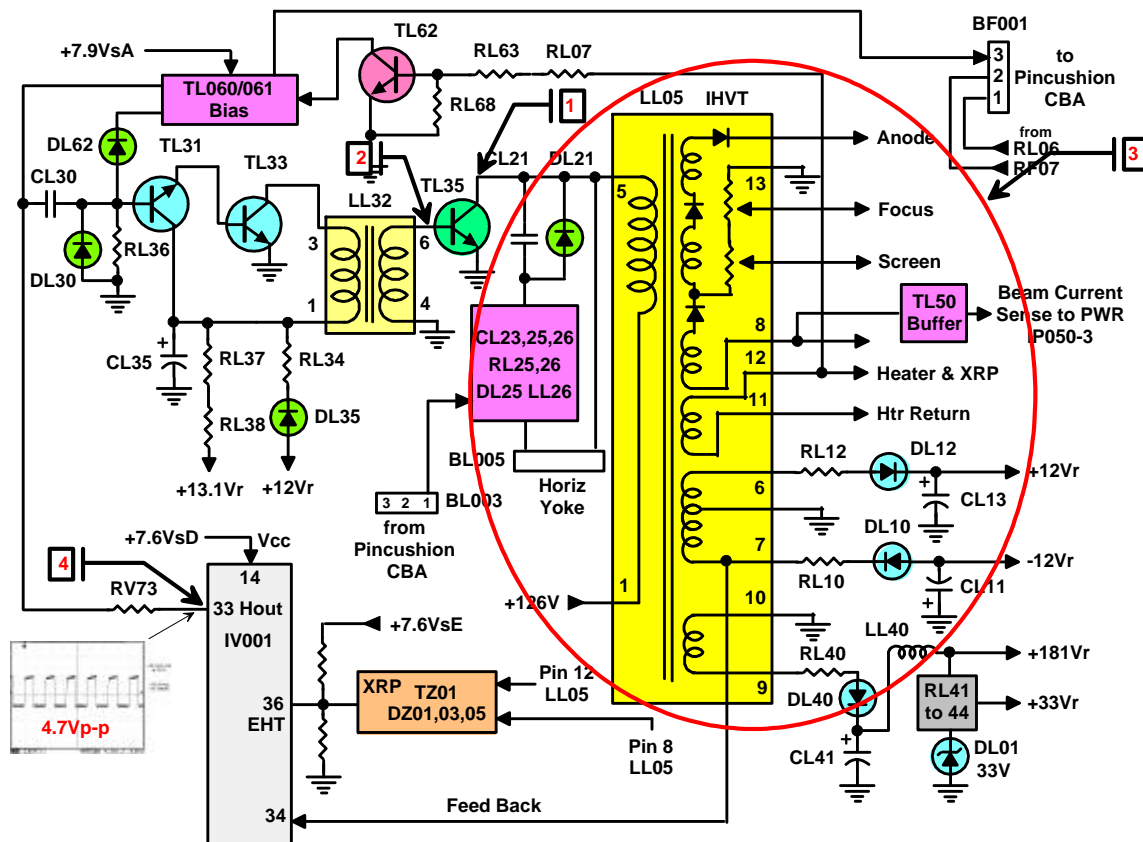 TL62
BF001
+7.9VsA
RL63
RL07
3
2
1
to
Pincushion
CBA
TL060/061
Bias
RL68
1
LL05
IHVT
Anode
from
RL06
RF07
3
DL62
TL31
2
CL21
DL21
CL30
TL33
TL35
5
13
LL32
Focus
3
6
RL36
DL30
Screen
TL50
Buffer
Beam Current
Sense to PWR
IP050-3
1
4
8
CL35
+
RL37
RL34
CL23,25,26
RL25,26
DL25 LL26
12
Heater & XRP
11
Htr Return
RL38
DL35
RL12
DL12
BL005
+13.1Vr
+12Vr
Horiz
Yoke
6
+12Vr
+
CL13
3 2 1
BL003
from
Pincushion
CBA
DL10
+7.6VsD
Vcc
7
-12Vr
4
14
RL10
+
CL11
RV73
1
10
+126V
33 Hout
IV001
+7.6VsE
LL40
RL40
+181Vr
XRP
TZ01
DZ01,03,05
Pin 12
LL05
9
DL40
RL41
to 44
+33Vr
36
EHT
4.7Vp-p
+
Pin 8
LL05
CL41
DL01
33V
34
Feed Back